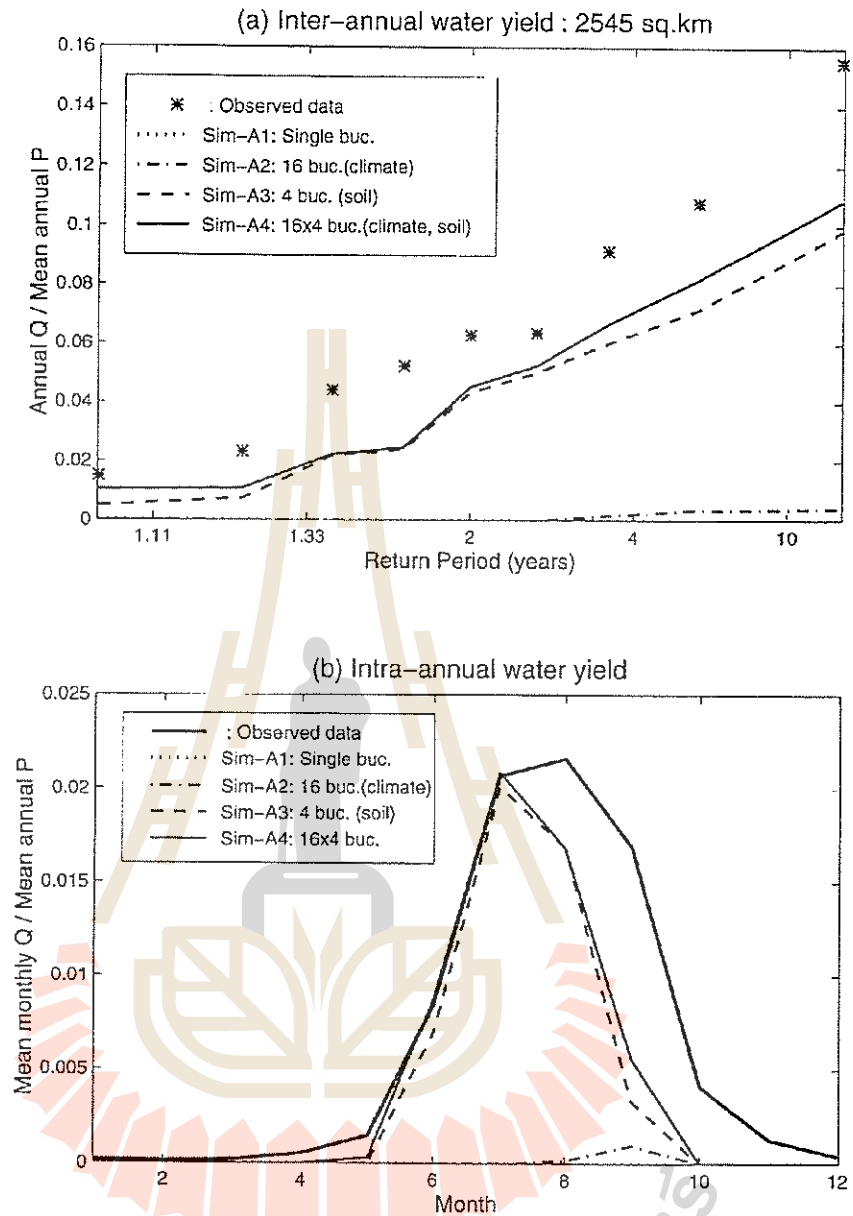 (a) Inter-annual water yield : 2545 sq.km
0.16
0.14
0.12
0.1
0.08
0.06
0.04
0.02
0
Annual Q / Mean annual P
: Observed data
Sim-A1: Single buc.
Sim-A2: 16 buc.(climate)
Sim-A3: 4 buc. (soil)
Sim-A4: 16x4 buc.(climate, soil)
1.11 1.33 2 4 10
Return Period (years)
(b) Intra-annual water yield
0.025
0.02
0.015
0.01
0.005
0
Mean monthly Q / Mean annual P
: Observed data
Sim-A1: Single buc.
Sim-A2: 16 buc.(climate)
Sim-A3: 4 buc. (soil)
Sim-A4: 16x4 buc.
2 4 6 8 10 12
Month